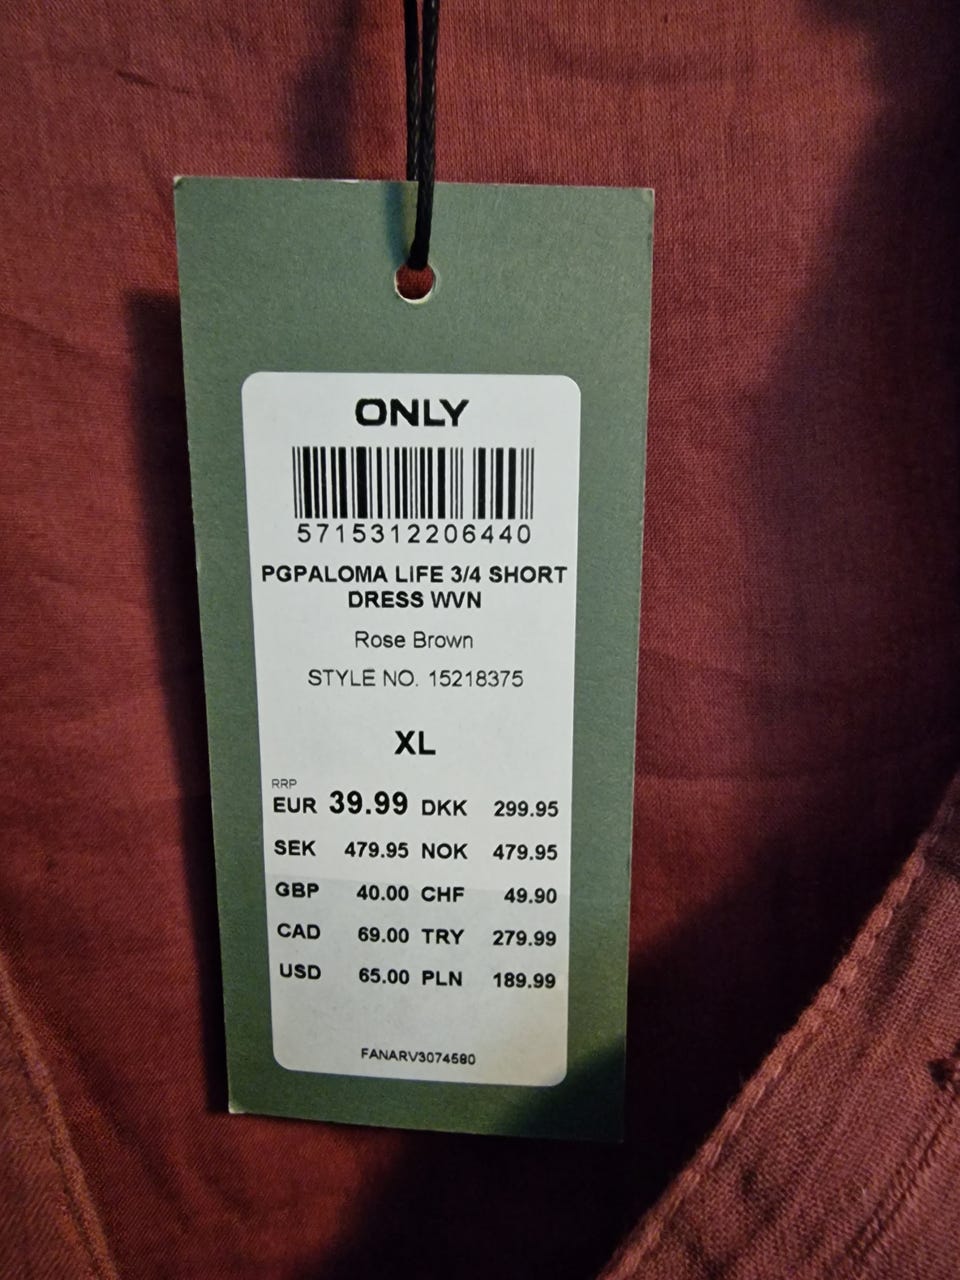 ONLY
5715312206440
PGPALOMA LIFE 3/4 SHORT
DRESS WVN
Rose Brown
STYLE NO. 15218375
XL
RRP
EUR 39.99 DKK 299.95
SEK 479.95 NOK 479.95
GBP 40.00 CHF 49.90
CAD 69.00 TRY 279.99
USD 65.00 PLN 189.99
FANARV3074580